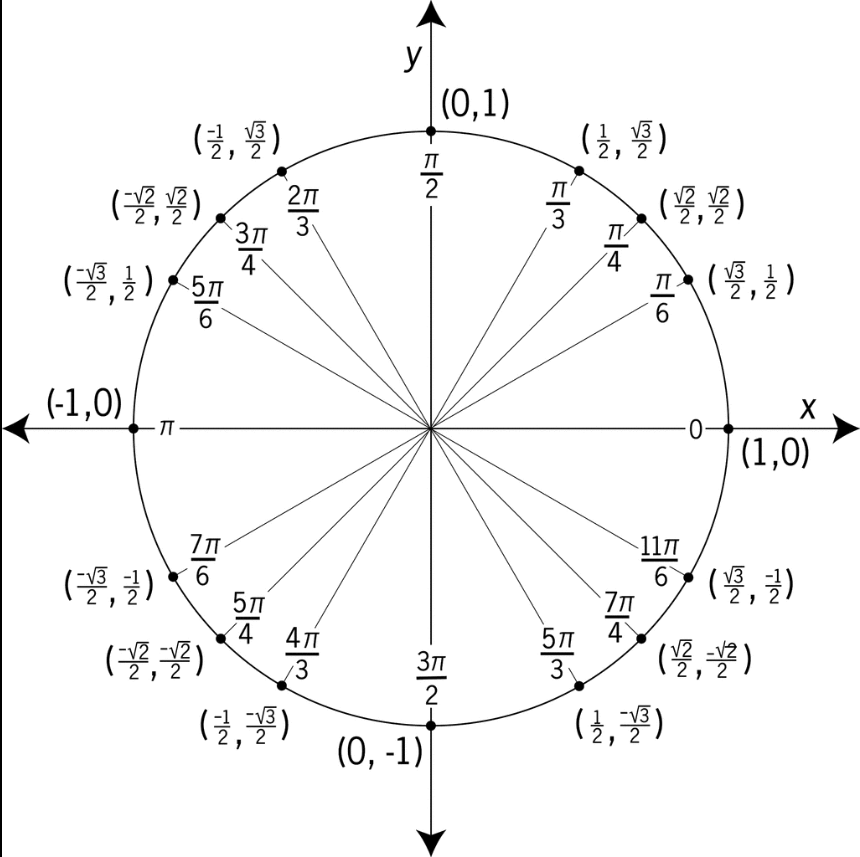 y
(0,1)
(-1/2, √3/2)
(1/2, √3/2)
π/2
2π/3
π/3
(-√2/2, √2/2)
(√2/2, √2/2)
3π/4
π/4
(-√3/2, 1/2)
(√3/2, 1/2)
5π/6
π/6
(-1,0)
x
π
0
(1,0)
7π/6
11π/6
(-√3/2, -1/2)
(√3/2, -1/2)
5π/4
7π/4
4π/3
5π/3
(-√2/2, -√2/2)
(√2/2, -√2/2)
3π/2
(-1/2, -√3/2)
(1/2, -√3/2)
(0, -1)